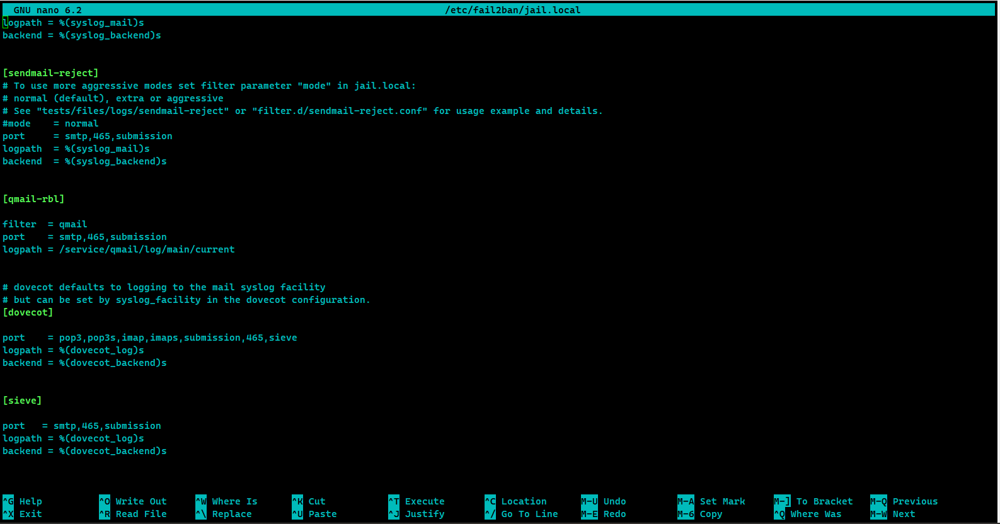 GNU nano 6.2 /etc/fail2ban/jail.local
logpath = %(syslog_mail)s
backend = %(syslog_backend)s
[sendmail-reject]
# To use more aggressive modes set filter parameter "mode" in jail.local:
# normal (default), extra or aggressive
# See "tests/files/logs/sendmail-reject" or "filter.d/sendmail-reject.conf" for usage example and details.
#mode    = normal
port     = smtp,465,submission
logpath  = %(syslog_mail)s
backend  = %(syslog_backend)s
[qmail-rbl]
filter  = qmail
port    = smtp,465,submission
logpath = /service/qmail/log/main/current
# dovecot defaults to logging to the mail syslog facility
# but can be set by syslog_facility in the dovecot configuration.
[dovecot]
port    = pop3,pop3s,imap,imaps,submission,465,sieve
logpath = %(dovecot_log)s
backend = %(dovecot_backend)s
[sieve]
port   = smtp,465,submission
logpath = %(dovecot_log)s
backend = %(dovecot_backend)s
^G Help ^O Write Out ^W Where Is ^K Cut ^T Execute ^C Location M-U Undo M-A Set Mark M-] To Bracket M-Q Previous
^X Exit ^R Read File ^\ Replace ^U Paste ^J Justify ^/ Go To Line M-E Redo M-6 Copy ^Q Where Was M-W Next